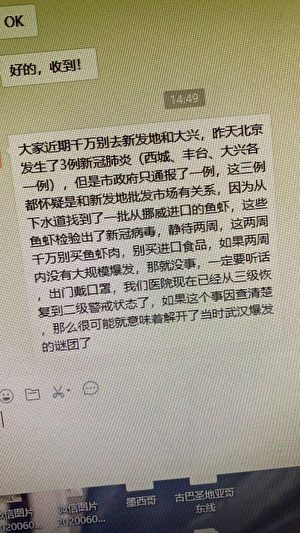 OK
好的，收到！
14:49
大家近期千万别去新发地和大兴，昨天北京
发生了3例新冠肺炎（西城、丰台、大兴各
一例），但是市政府只通报了一例，这三例
都怀疑是和新发地批发市场有关系，因为从
下水道找到了一批从挪威进口的鱼虾，这些
鱼虾检验出了新冠病毒，静待两周，这两周
千万别买鱼虾肉，别买进口食品，如果两周
内没有大规模爆发，那就没事，一定要听话
，出门戴口罩，我们医院现在已经从三级恢
复到二级警戒状态了，如果这个事因查清楚
，那么很可能就意味着解开了当时武汉爆发
的谜团了
微信图片
2020060...
微信图片
2020060...
墨西哥
古巴圣地亚哥
东线